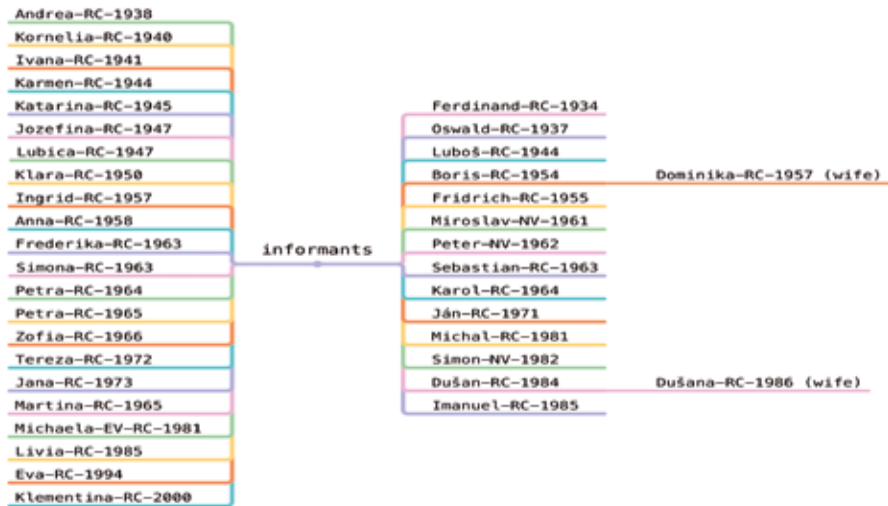 Andrea-RC-1938
Kornelia-RC-1940
Ivana-RC-1941
Karmen-RC-1944
Katarina-RC-1945
Jozefina-RC-1947
Lubica-RC-1947
Klara-RC-1950
Ingrid-RC-1957
Anna-RC-1958
Frederika-RC-1963
Simona-RC-1963
Petra-RC-1964
Petra-RC-1965
Zofia-RC-1966
Tereza-RC-1972
Jana-RC-1973
Martina-RC-1965
Michaela-EV-RC-1981
Livia-RC-1985
Eva-RC-1994
Klementina-RC-2000
informants
Ferdinand-RC-1934
Oswald-RC-1937
Luboš-RC-1944
Boris-RC-1954
Fridrich-RC-1955
Miroslav-NV-1961
Peter-NV-1962
Sebastian-RC-1963
Karol-RC-1964
Ján-RC-1971
Michal-RC-1981
Simon-NV-1982
Dušan-RC-1984
Imanuel-RC-1985
Dominika-RC-1957 (wife)
Dušana-RC-1986 (wife)